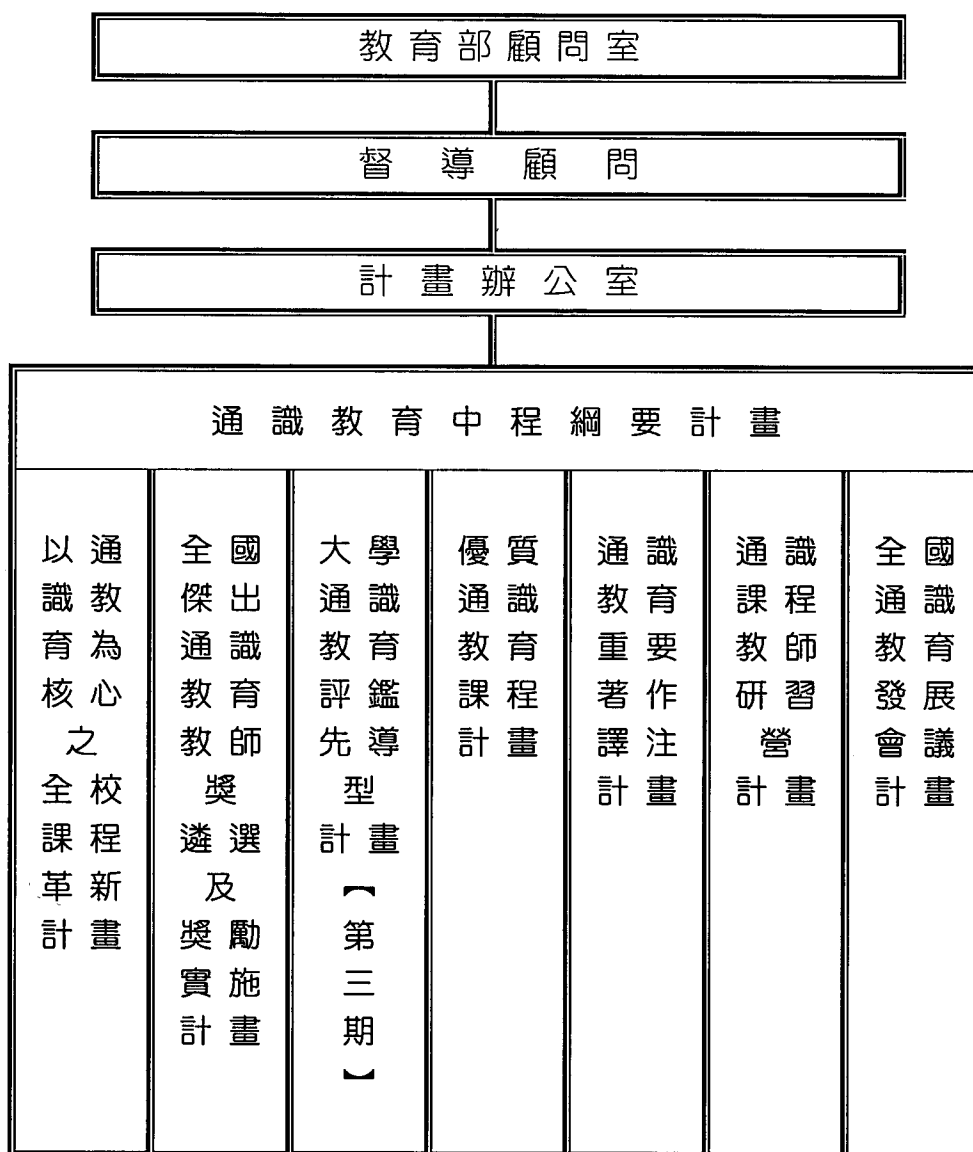 教育部顧問室
督導顧問
計畫辦公室
通識教育中程綱要計畫
以通
識教
育為
核心
之
全校
課程
革新
計畫
全國
傑出
通識
教育
教師
獎
遴選
及
獎勵
實施
計畫
大學
通識
教育
評鑑
先導
型
計畫
【
第
三
期
】
優質
通識
教育
課程
計畫
通識
教育
重要
著作
譯注
計畫
通識
課程
教師
研習
營
計畫
全國
通識
教育
發展
會議
計畫